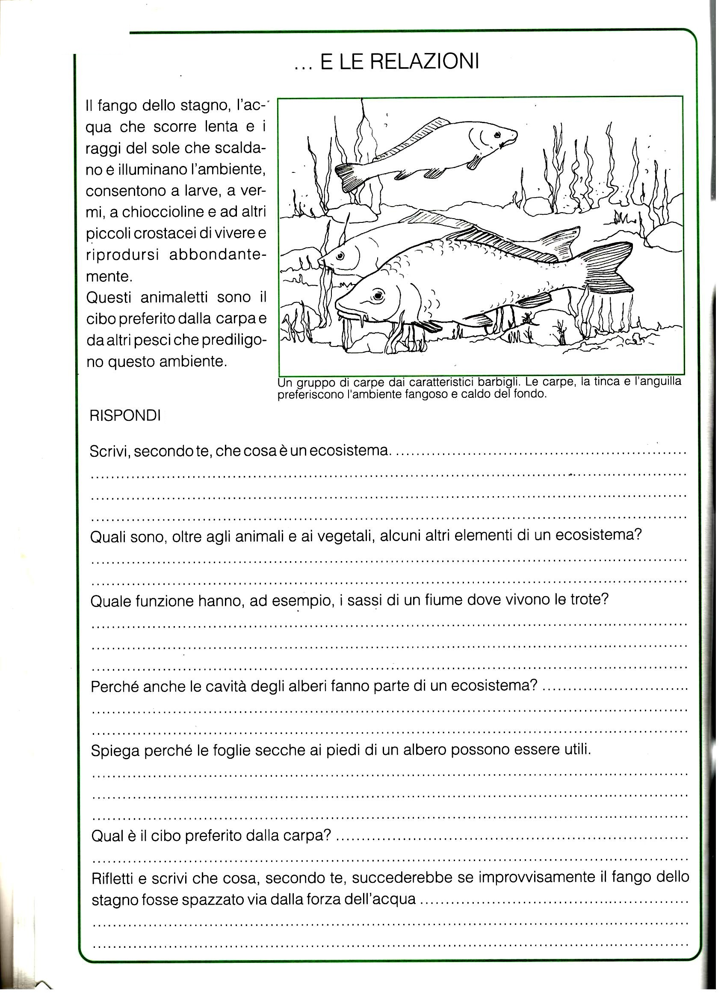 ... E LE RELAZIONI
Il fango dello stagno, l'ac-
qua che scorre lenta e i
raggi del sole che scalda-
no e illuminano l'ambiente,
consentono a larve, a ver-
mi, a chioccioline e ad altri
piccoli crostacei di vivere e
riprodursi abbondante-
mente.
Questi animaletti sono il
cibo preferito dalla carpa e
da altri pesci che prediligo-
no questo ambiente.
Un gruppo di carpe dai caratteristici barbigli. Le carpe, la tinca e l'anguilla
preferiscono l'ambiente fangoso e caldo del fondo.
RISPONDI
Scrivi, secondo te, che cosa è un ecosistema.
Quali sono, oltre agli animali e ai vegetali, alcuni altri elementi di un ecosistema?
Quale funzione hanno, ad esempio, i sassi di un fiume dove vivono le trote?
Perché anche le cavità degli alberi fanno parte di un ecosistema?
Spiega perché le foglie secche ai piedi di un albero possono essere utili.
Qual è il cibo preferito dalla carpa?
Rifletti e scrivi che cosa, secondo te, succederebbe se improvvisamente il fango dello
stagno fosse spazzato via dalla forza dell'acqua